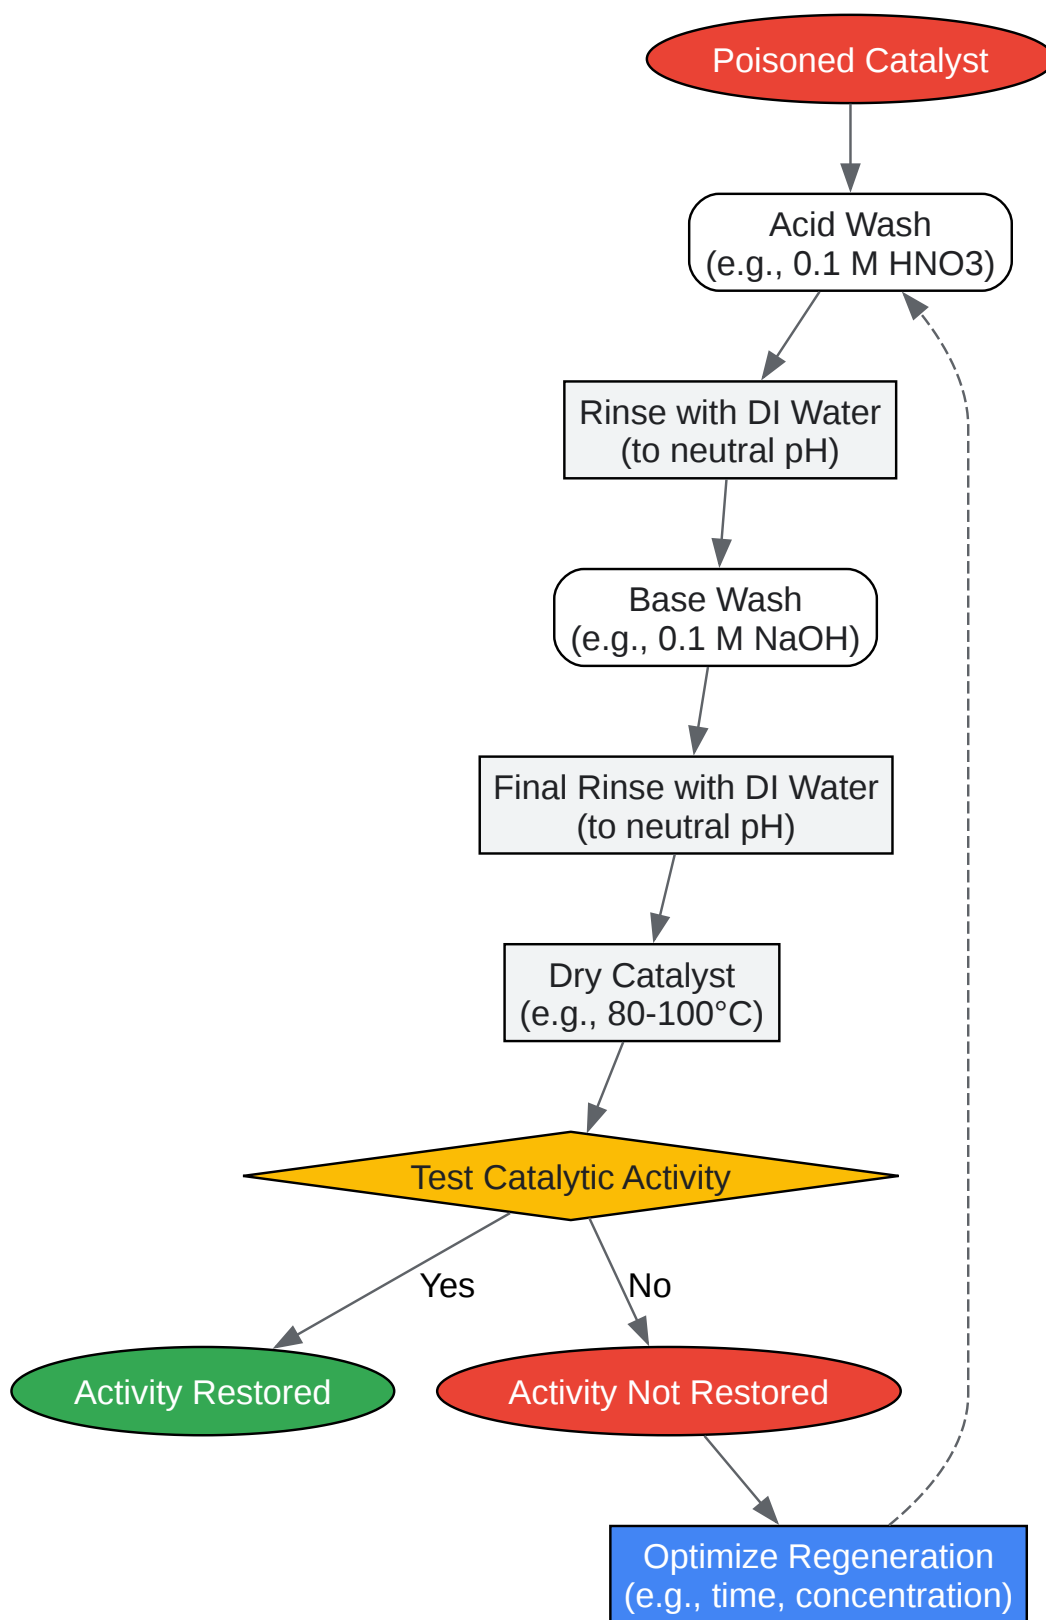 Poisoned Catalyst
Acid Wash
(e.g., 0.1 M HNO3)
Rinse with DI Water
(to neutral pH)
Base Wash
(e.g., 0.1 M NaOH)
Final Rinse with DI Water
(to neutral pH)
Dry Catalyst
(e.g., 80-100°C)
Test Catalytic Activity
Yes
No
Activity Restored
Activity Not Restored
Optimize Regeneration
(e.g., time, concentration)